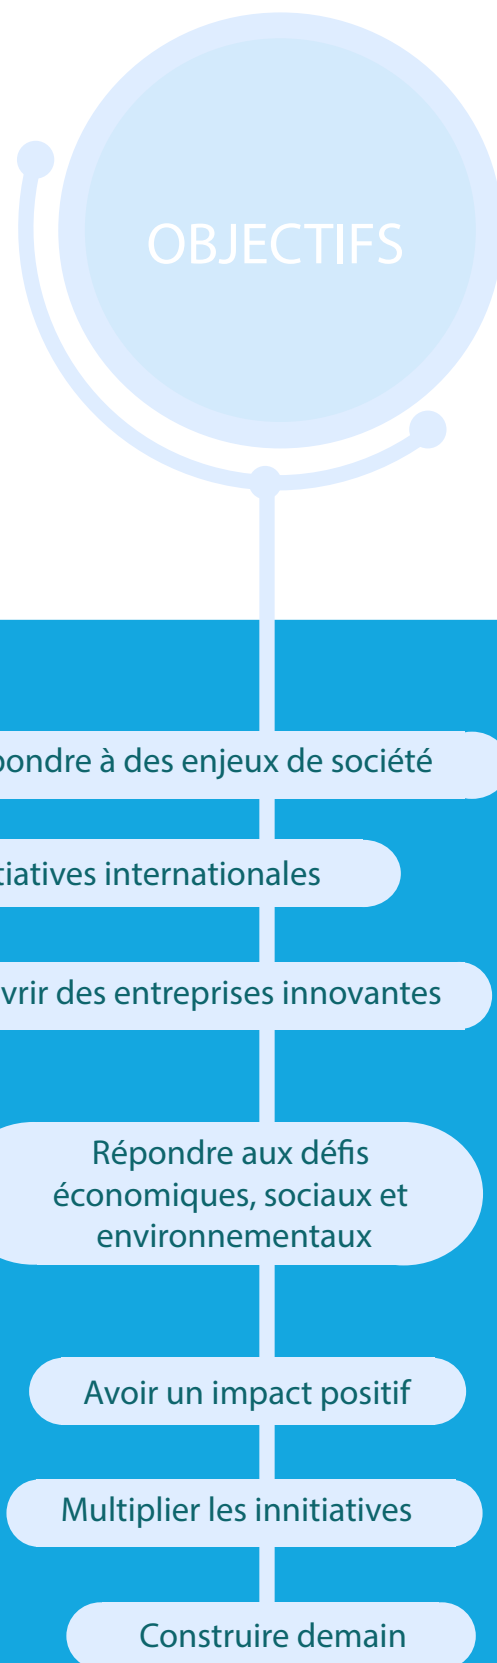 OBJECTIFS
pondre à des enjeux de société
tiatives internationales
vrir des entreprises innovantes
Répondre aux défis
économiques, sociaux et
environnementaux
Avoir un impact positif
Multiplier les innitiatives
Construire demain